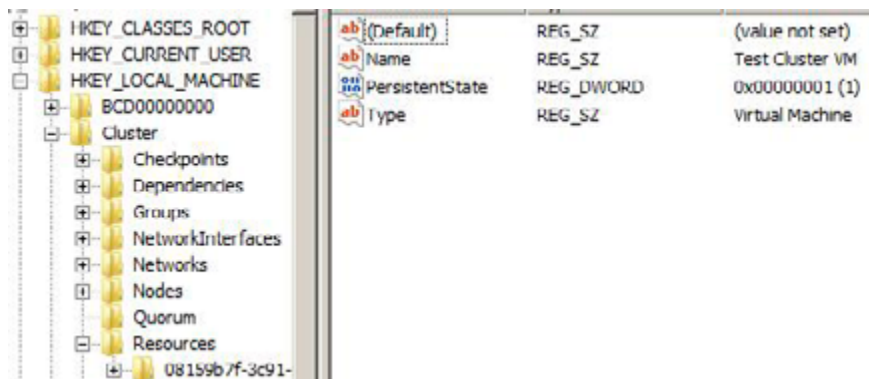 HKEY_CLASSES_ROOT
HKEY_CURRENT_USER
HKEY_LOCAL_MACHINE
BCD00000000
Cluster
Checkpoints
Dependencies
Groups
NetworkInterfaces
Networks
Nodes
Quorum
Resources
08159b7f-3c91-
(Default) REG_SZ (value not set)
Name REG_SZ Test Cluster VM
PersistentState REG_DWORD 0x00000001 (1)
Type REG_SZ Virtual Machine